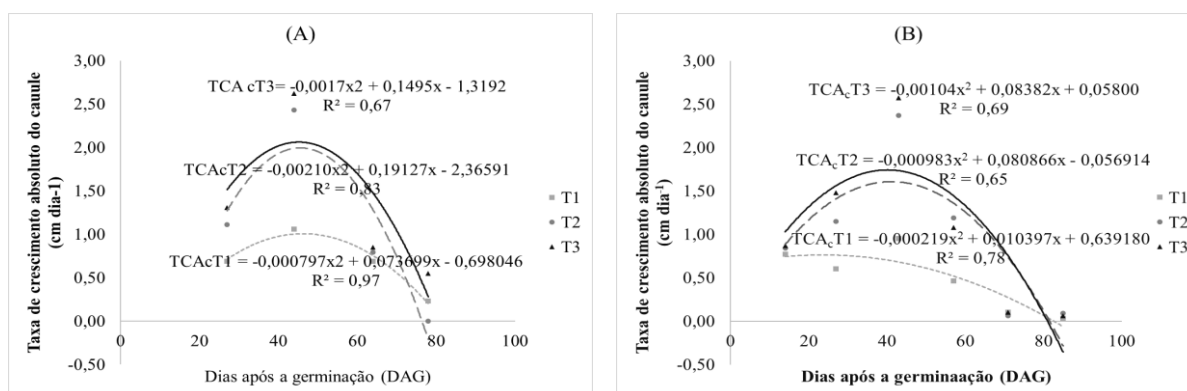 (A)
3,00
2,50
2,00
1,50
1,00
0,50
0,00
-0,50
Taxa de crescimento absoluto do cauule
(cm dia-1)
TCA cT3= -0,0017x2 + 0,1495x - 1,3192
R² = 0,67
TCAcT2 = -0,00210x2 + 0,19127x - 2,36591
R² = 0,83
TCAcT1 = -0,000797x2 + 0,073699x - 0,698046
R² = 0,97
0 20 40 60 80 100
Dias após a germinação (DAG)
T1
T2
T3
(B)
3,00
2,50
2,00
1,50
1,00
0,50
0,00
-0,50
Taxa de crescimento absoluto do caule
(cm dia⁻¹)
TCAcT3 = -0,00104x² + 0,08382x + 0,05800
R² = 0,69
TCAcT2 = -0,000983x² + 0,080866x - 0,056914
R² = 0,65
TCAcT1 = -0,000219x² + 0,010397x + 0,639180
R² = 0,78
0 20 40 60 80 100
Dias após a germinaação (DAG)
T1
T2
T3